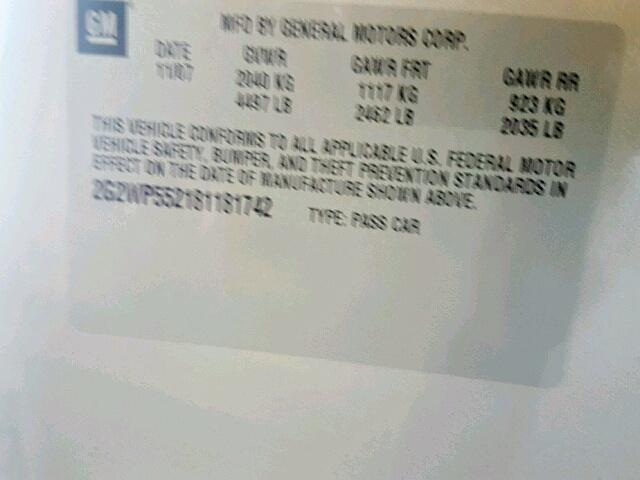 GM
MFD BY GENERAL MOTORS CORP.
DATE GVWR GAWR FRT GAWR RR
11/07 2040 KG 1117 KG 923 KG
4497 LB 2462 LB 2035 LB
THIS VEHICLE CONFORMS TO ALL APPLICABLE U.S. FEDERAL MOTOR
VEHICLE SAFETY, BUMPER, AND THEFT PREVENTION STANDARDS IN
EFFECT ON THE DATE OF MANUFACTURE SHOWN ABOVE.
2G2WP552181181742 TYPE: PASS CAR